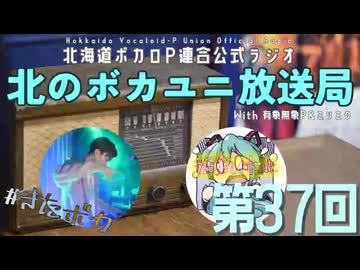 Hokkaido Vocaloid-P Union Official Radio
北海道ボカロP連合公式ラジオ
北のボカユニ放送局
With 有象無象P&ミリミク
#きたボカ
第37回